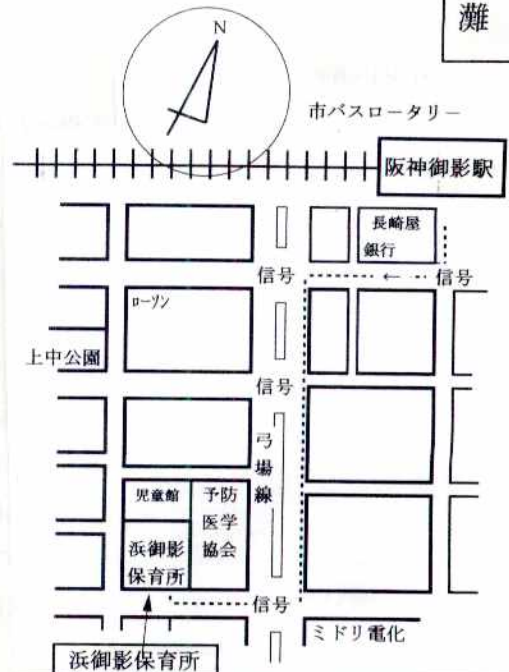 灘
N
市バスロータリー
阪神御影駅
長崎屋
銀行
信号
←
信号
ローソン
上中公園
信号
弓場線
児童館
予防
医学
協会
浜御影
保育所
信号
ミドリ電化
浜御影保育所